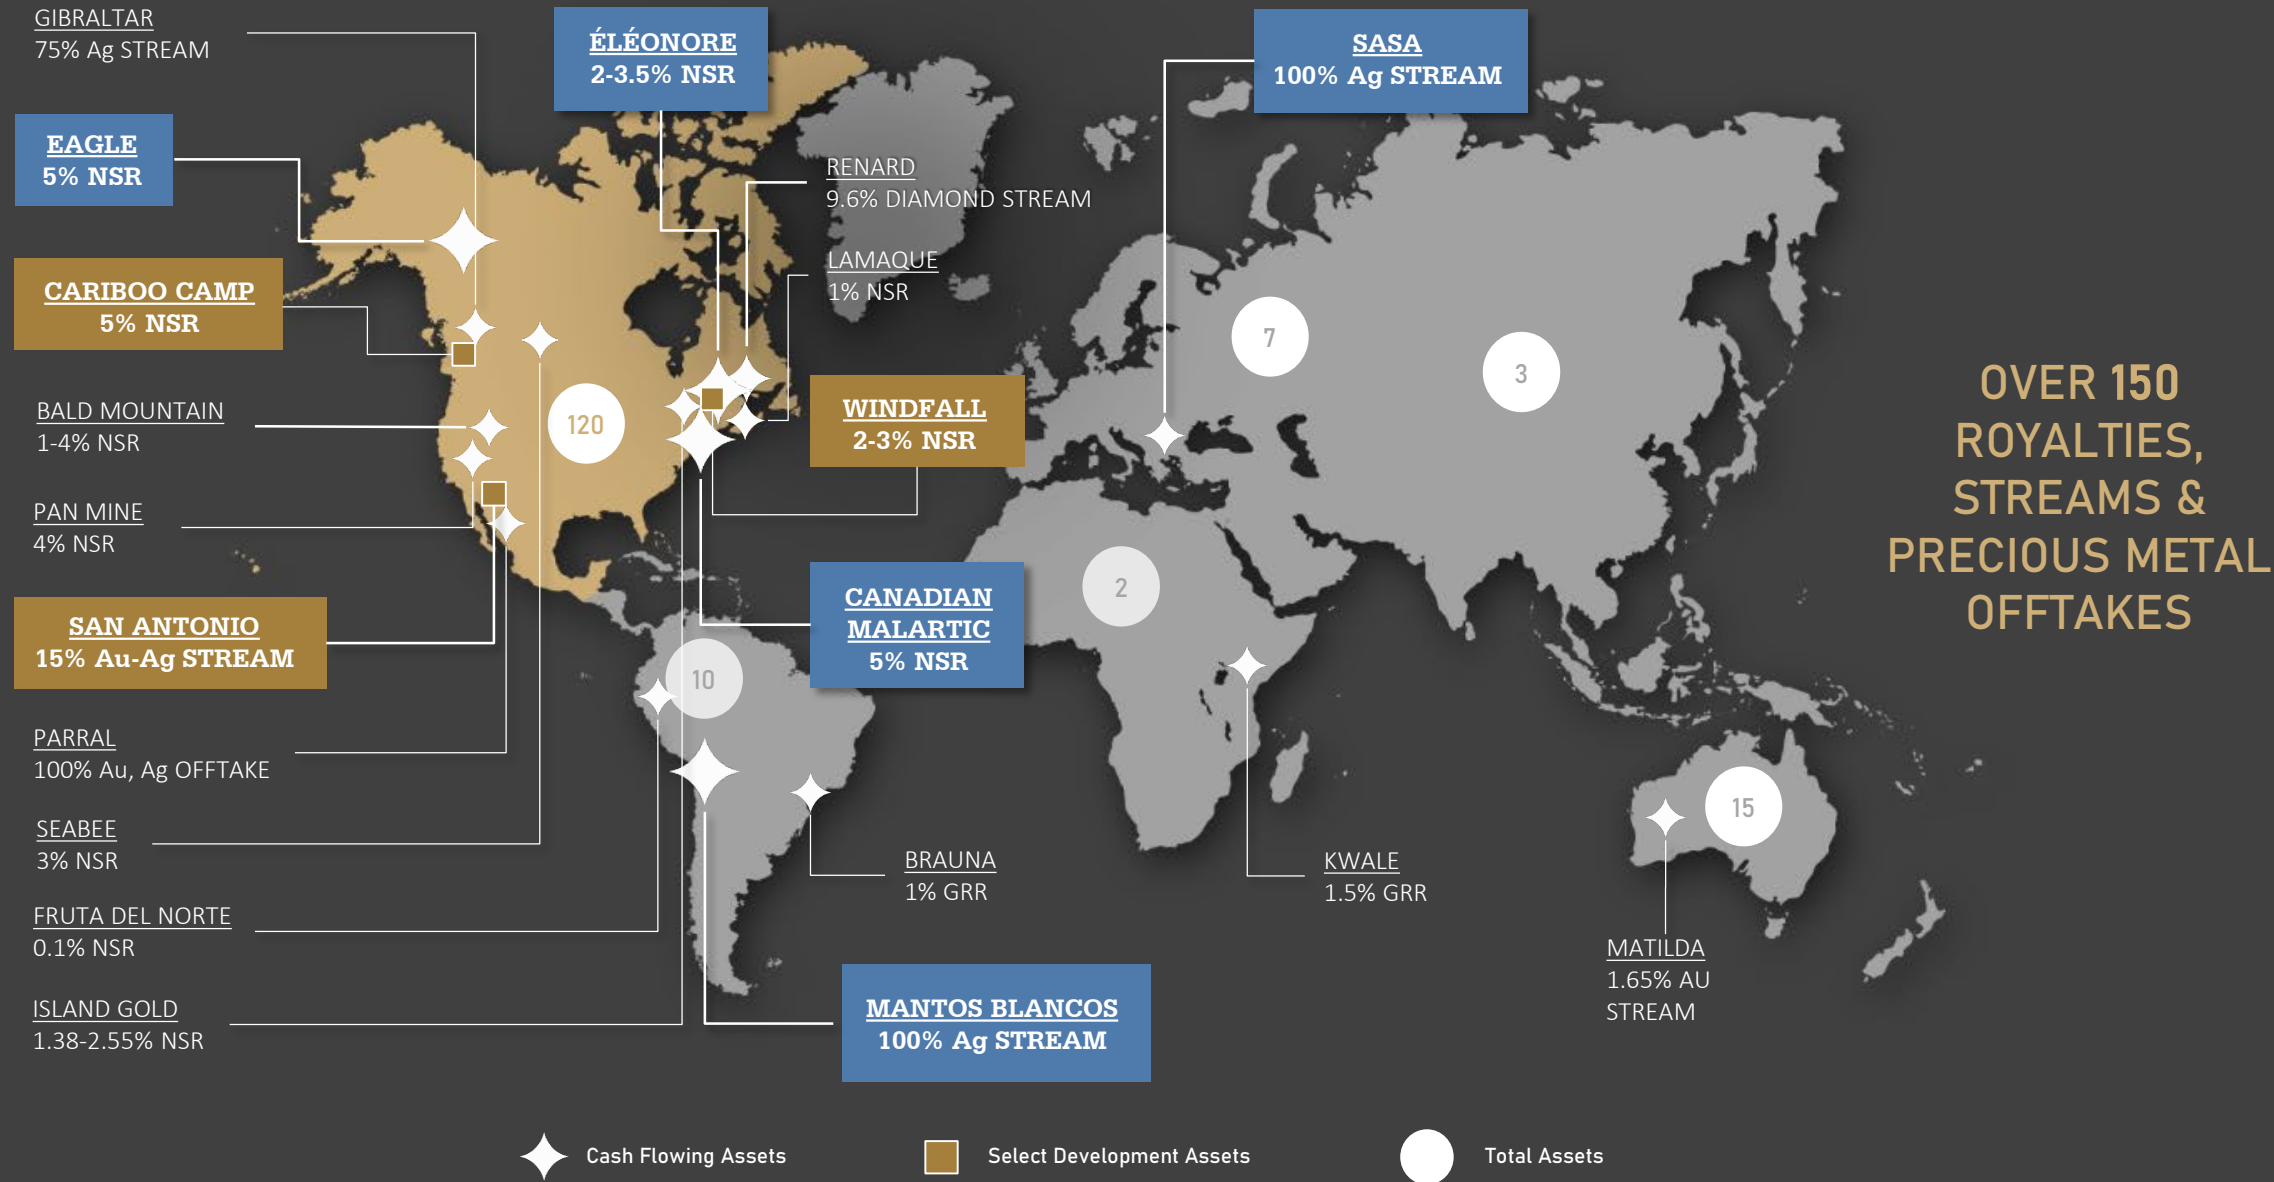 GIBRALTAR
75% Ag STREAM
ÉLÉONORE
2-3.5% NSR
SASA
100% Ag STREAM
EAGLE
5% NSR
RENARD
9.6% DIAMOND STREAM
LAMAQUE
1% NSR
CARIBOO CAMP
5% NSR
7
3
120
BALD MOUNTAIN
1-4% NSR
WINDFALL
2-3% NSR
OVER 150
ROYALTIES,
STREAMS &
PRECIOUS METAL
OFFTAKES
PAN MINE
4% NSR
2
CANADIAN
MALARTIC
5% NSR
SAN ANTONIO
15% Au-Ag STREAM
10
PARRAL
100% Au, Ag OFFTAKE
15
SEABEE
3% NSR
BRAUNA
1% GRR
KWALE
1.5% GRR
FRUTA DEL NORTE
0.1% NSR
MATILDA
1.65% AU
STREAM
ISLAND GOLD
1.38-2.55% NSR
MANTOS BLANCOS
100% Ag STREAM
Cash Flowing Assets
Select Development Assets
Total Assets